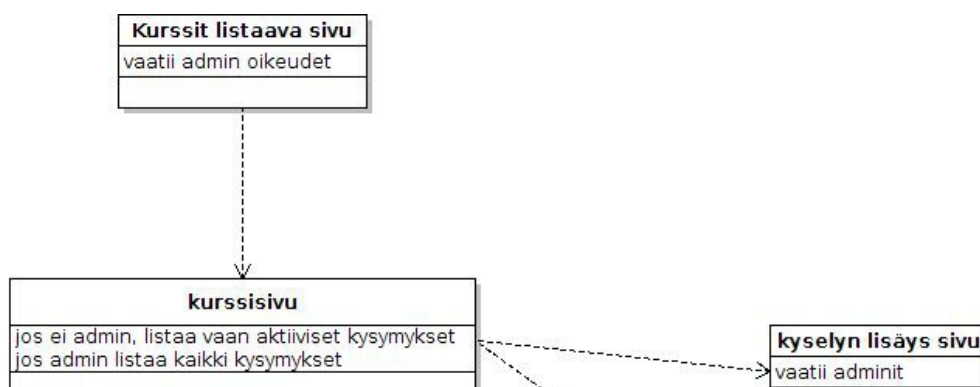 Kurssit listaava sivu
vaatii admin oikeudet
kurssisivu
jos ei admin, listaa vaan aktiiviset kysymykset
jos admin listaa kaikki kysymykset
kyselyn lisäys sivu
vaatii adminit